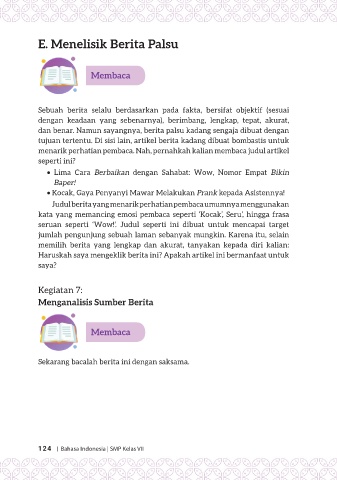 E. Menelisik Berita Palsu
Membaca
Sebuah berita selalu berdasarkan pada fakta, bersifat objektif (sesuai
dengan keadaan yang sebenarnya), berimbang, lengkap, tepat, akurat,
dan benar. Namun sayangnya, berita palsu kadang sengaja dibuat dengan
tujuan tertentu. Di sisi lain, artikel berita kadang dibuat bombastis untuk
menarik perhatian pembaca. Nah, pernahkah kalian membaca judul artikel
seperti ini?
• Lima Cara Berbaikan dengan Sahabat: Wow, Nomor Empat Bikin
Baper!
• Kocak, Gaya Penyanyi Mawar Melakukan Prank kepada Asistennya!
Judul berita yang menarik perhatian pembaca umumnya menggunakan
kata yang memancing emosi pembaca seperti 'Kocak', Seru', hingga frasa
seruan seperti "Wow!'. Judul seperti ini dibuat untuk mencapai target
jumlah pengunjung sebuah laman sebanyak mungkin. Karena itu, selain
memilih berita yang lengkap dan akurat, tanyakan kepada diri kalian:
Haruskah saya mengeklik berita ini? Apakah artikel ini bermanfaat untuk
saya?
Kegiatan 7:
Menganalisis Sumber Berita
Membaca
Sekarang bacalah berita ini dengan saksama.
124 | Bahasa Indonesia | SMP Kelas VII